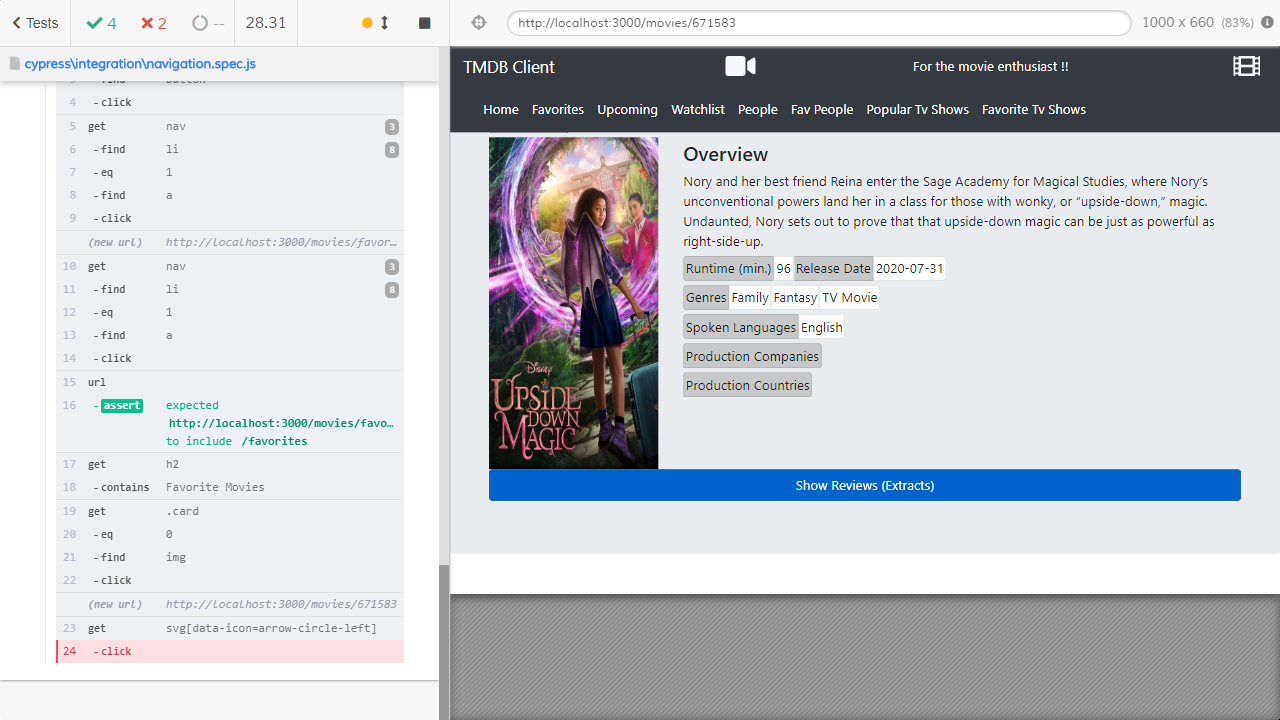 Tests 4 2 -- 28.31
http://localhost:3000/movies/671583 1000 x 660 (83%)
cypress\integration\navigation.spec.js
3 -find button
4 -click
5 get nav 3
6 -find li 8
7 -eq 1
8 -find a
9 -click
(new url) http://localhost:3000/movies/favor…
10 get nav 3
11 -find li 8
12 -eq 1
13 -find a
14 -click
15 url
16 -assert expected
http://localhost:3000/movies/favo…
to include /favorites
17 get h2
18 -contains Favorite Movies
19 get .card
20 -eq 0
21 -find img
22 -click
(new url) http://localhost:3000/movies/671583
23 get svg[data-icon=arrow-circle-left]
24 -click
TMDB Client For the movie enthusiast !!
Home Favorites Upcoming Watchlist People Fav People Popular Tv Shows Favorite Tv Shows
Disney
UPSIDE
DOWN
MAGIC
Overview
Nory and her best friend Reina enter the Sage Academy for Magical Studies, where Nory’s
unconventional powers land her in a class for those with wonky, or “upside-down,” magic.
Undaunted, Nory sets out to prove that that upside-down magic can be just as powerful as
right-side-up.
Runtime (min.) 96 Release Date 2020-07-31
Genres Family Fantasy TV Movie
Spoken Languages English
Production Companies
Production Countries
Show Reviews (Extracts)